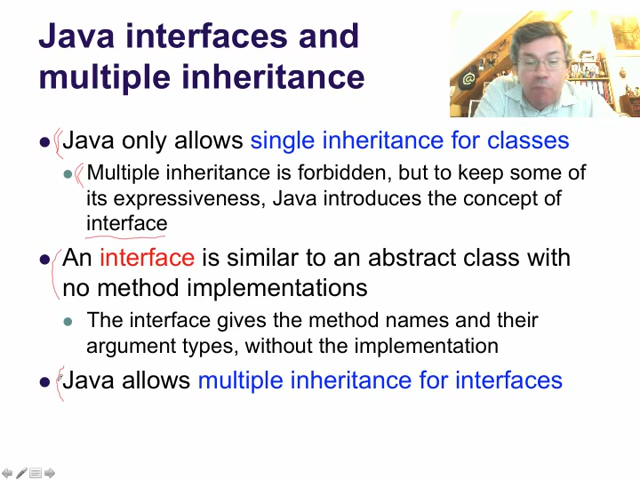 Java interfaces and
multiple inheritance
Java only allows single inheritance for classes
Multiple inheritance is forbidden, but to keep some of
its expressiveness, Java introduces the concept of
interface
An interface is similar to an abstract class with
no method implementations
The interface gives the method names and their
argument types, without the implementation
Java allows multiple inheritance for interfaces